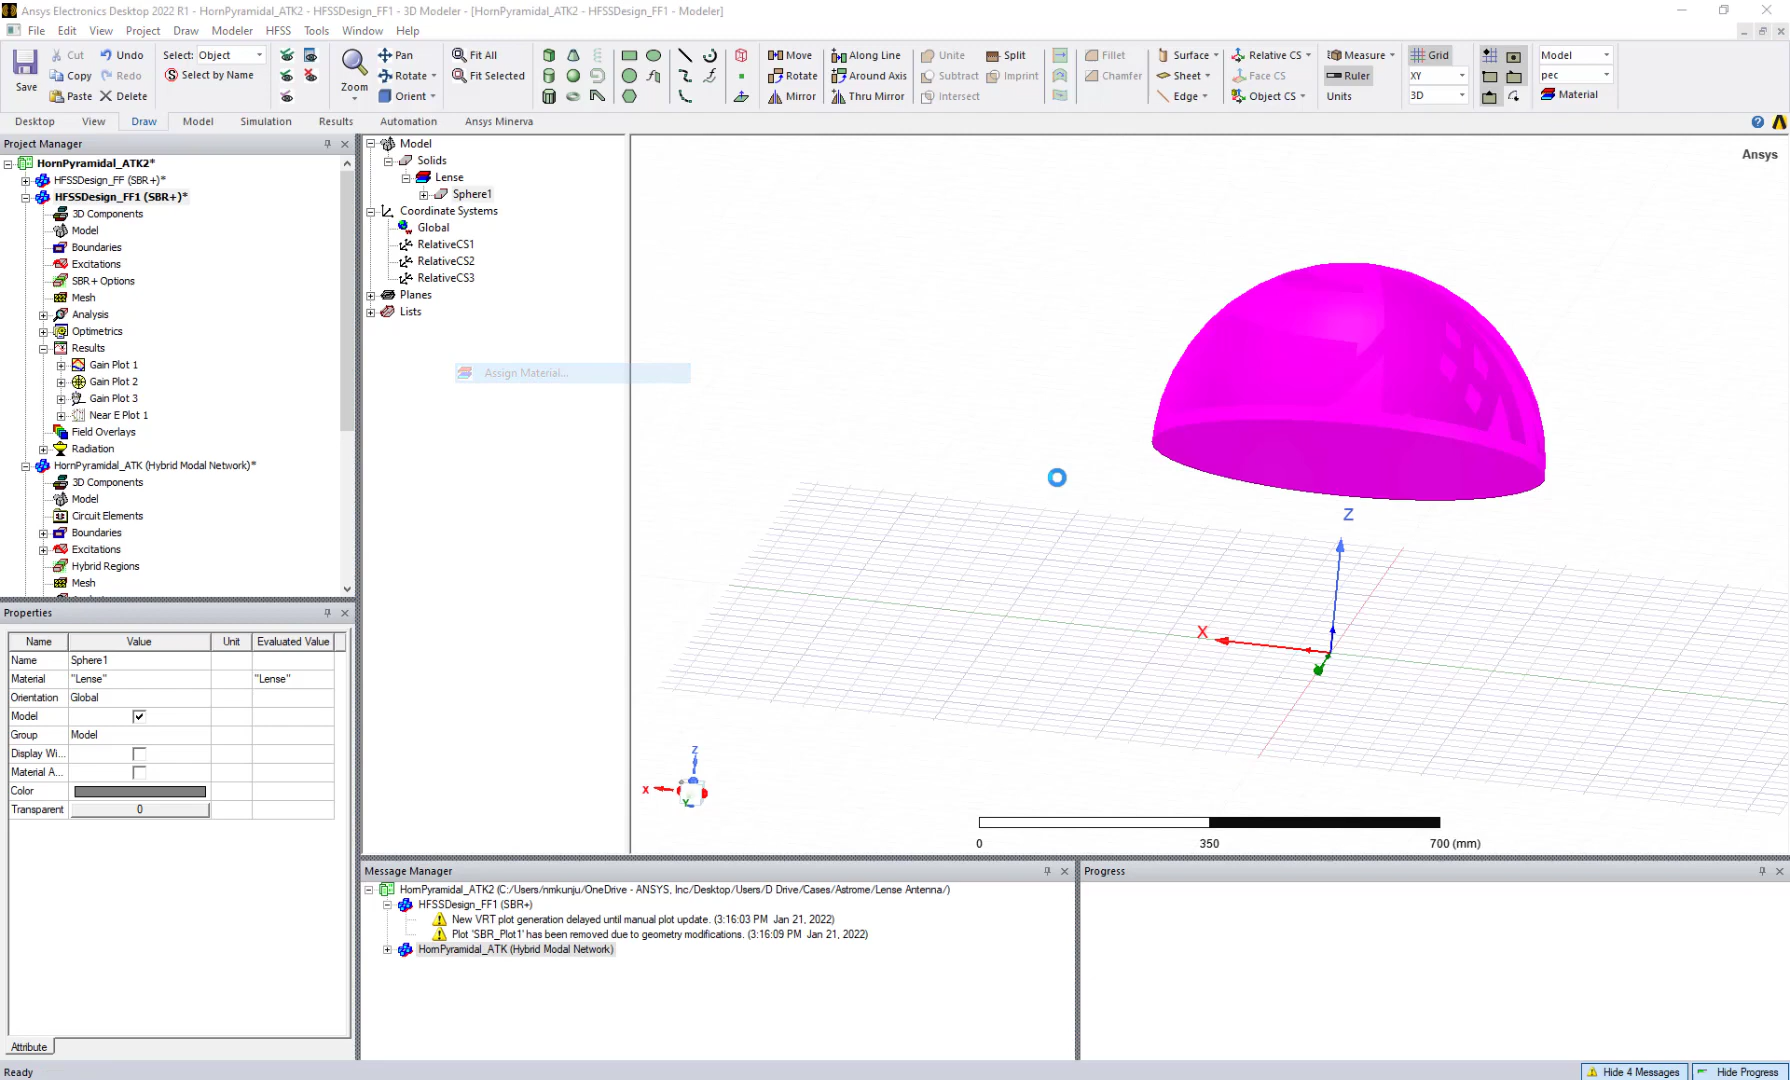 Ansys Electronics Desktop 2022 R1 - HornPyramidal_ATK2 - HFSSDesign_FF1 - 3D Modeler - [HornPyramidal_ATK2 - HFSSDesign_FF1 - Modeler]
File Edit View Project Draw Modeler HFSS Tools Window Help
Save
Cut Undo
Copy Redo
Paste Delete
Select: Object
Select by Name
Zoom
Pan
Rotate
Orient
Fit All
Fit Selected
Move Along Line
Rotate Around Axis
Mirror Thru Mirror
Unite Split
Subtract Imprint
Intersect
Fillet
Chamfer
Surface
Sheet
Edge
Relative CS
Face CS
Object CS
Measure
Ruler
Units
Grid
XY
3D
Model
pec
Material
Desktop View Draw Model Simulation Results Automation Ansys Minerva
Project Manager
HornPyramidal_ATK2*
HFSSDesign_FF (SBR+)*
HFSSDesign_FF1 (SBR+)*
3D Components
Model
Boundaries
Excitations
SBR+ Options
Mesh
Analysis
Optimetrics
Results
Gain Plot 1
Gain Plot 2
Gain Plot 3
Near E Plot 1
Field Overlays
Radiation
HornPyramidal_ATK (Hybrid Modal Network)*
3D Components
Model
Circuit Elements
Boundaries
Excitations
Hybrid Regions
Mesh
Model
Solids
Lense
Sphere1
Coordinate Systems
Global
RelativeCS1
RelativeCS2
RelativeCS3
Planes
Lists
Assign Material...
Ansys
Z
X
Z
X
Y
0 350 700 (mm)
Properties
Name Value Unit Evaluated Value
Name Sphere1
Material "Lense" "Lense"
Orientation Global
Model
Group Model
Display Wi...
Material A...
Color
Transparent 0
Attribute
Message Manager
HornPyramidal_ATK2 (C:/Users/nmkunju/OneDrive - ANSYS, Inc/Desktop/Users/D Drive/Cases/Astrome/Lense Antenna/)
HFSSDesign_FF1 (SBR+)
New VRT plot generation delayed until manual plot update. (3:16:03 PM Jan 21, 2022)
Plot 'SBR_Plot1' has been removed due to geometry modifications. (3:16:09 PM Jan 21, 2022)
HornPyramidal_ATK (Hybrid Modal Network)
Progress
Ready
Hide 4 Messages Hide Progress